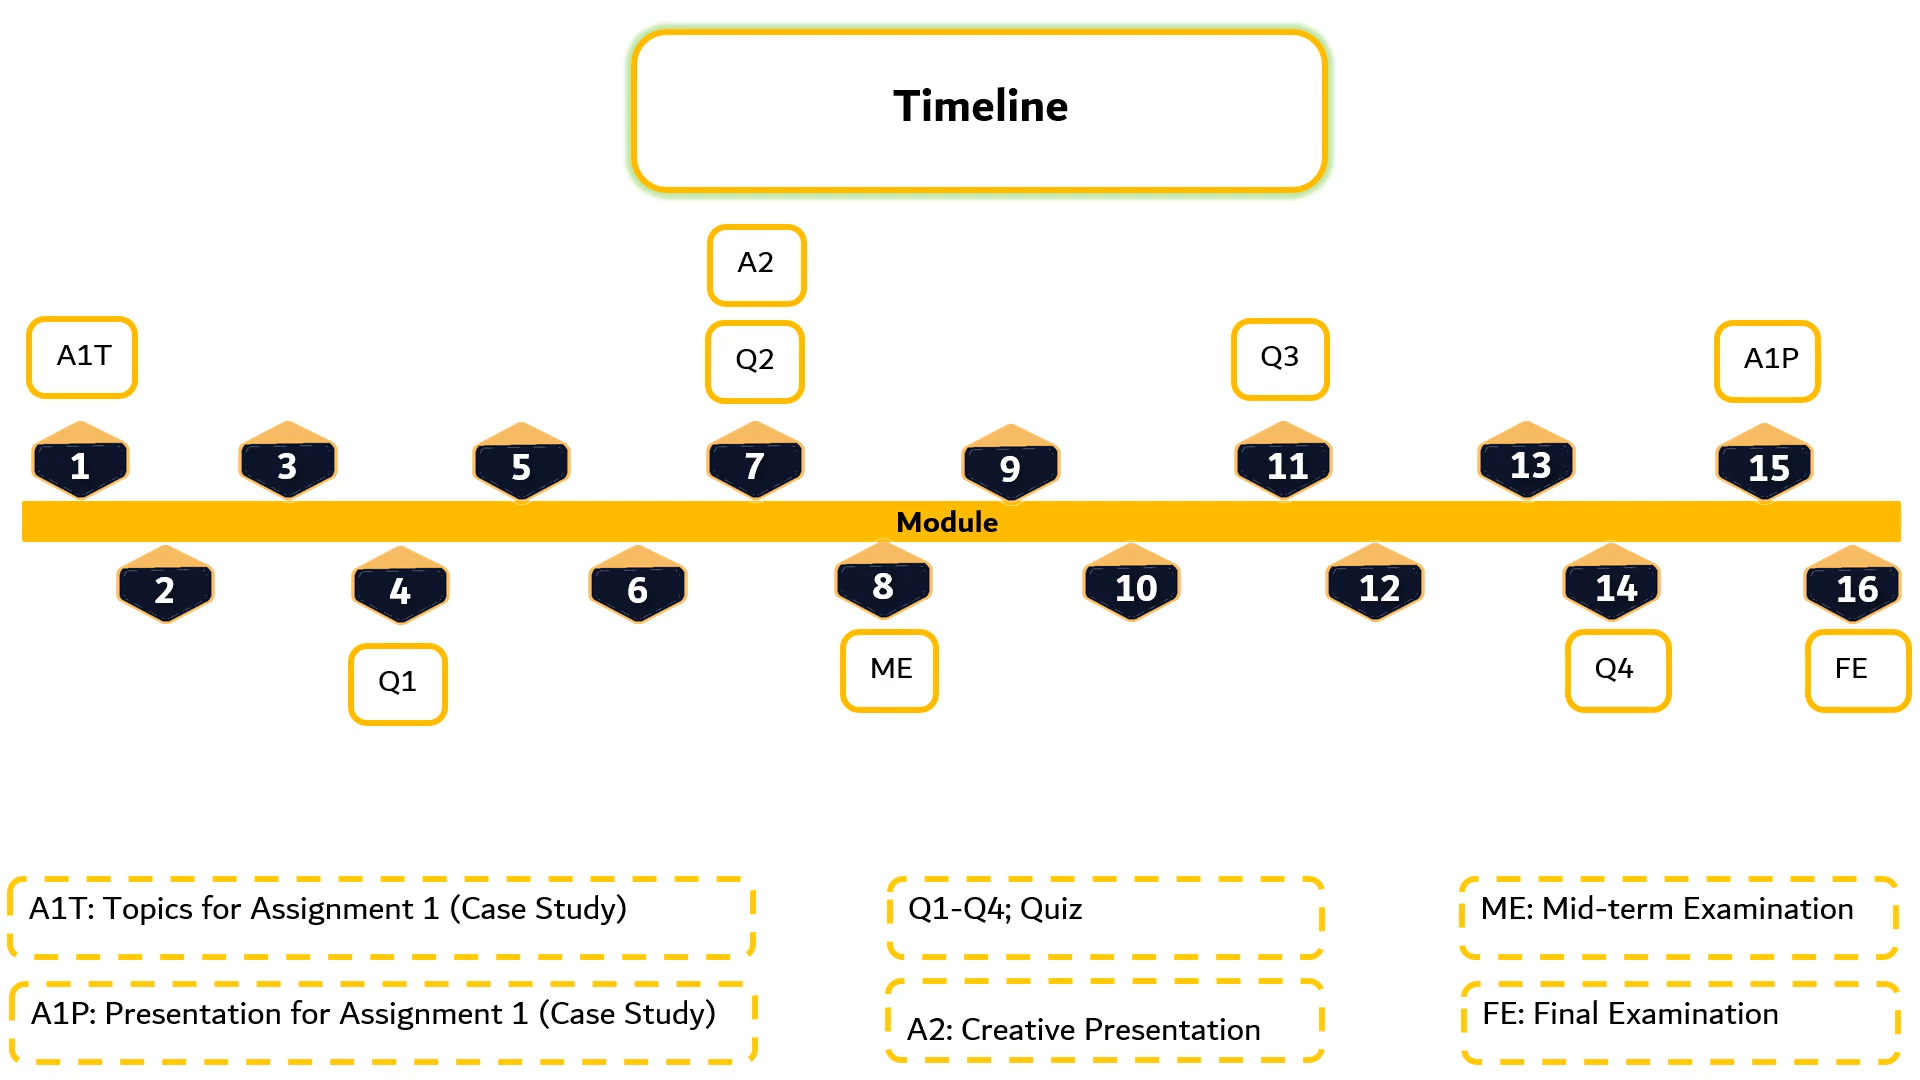 Timeline
A2
A1T
Q2
Q3
A1P
1
3
5
7
9
11
13
15
Module
2
4
6
8
10
12
14
16
Q1
ME
Q4
FE
A1T: Topics for Assignment 1 (Case Study)
Q1-Q4; Quiz
ME: Mid-term Examination
A1P: Presentation for Assignment 1 (Case Study)
A2: Creative Presentation
FE: Final Examination